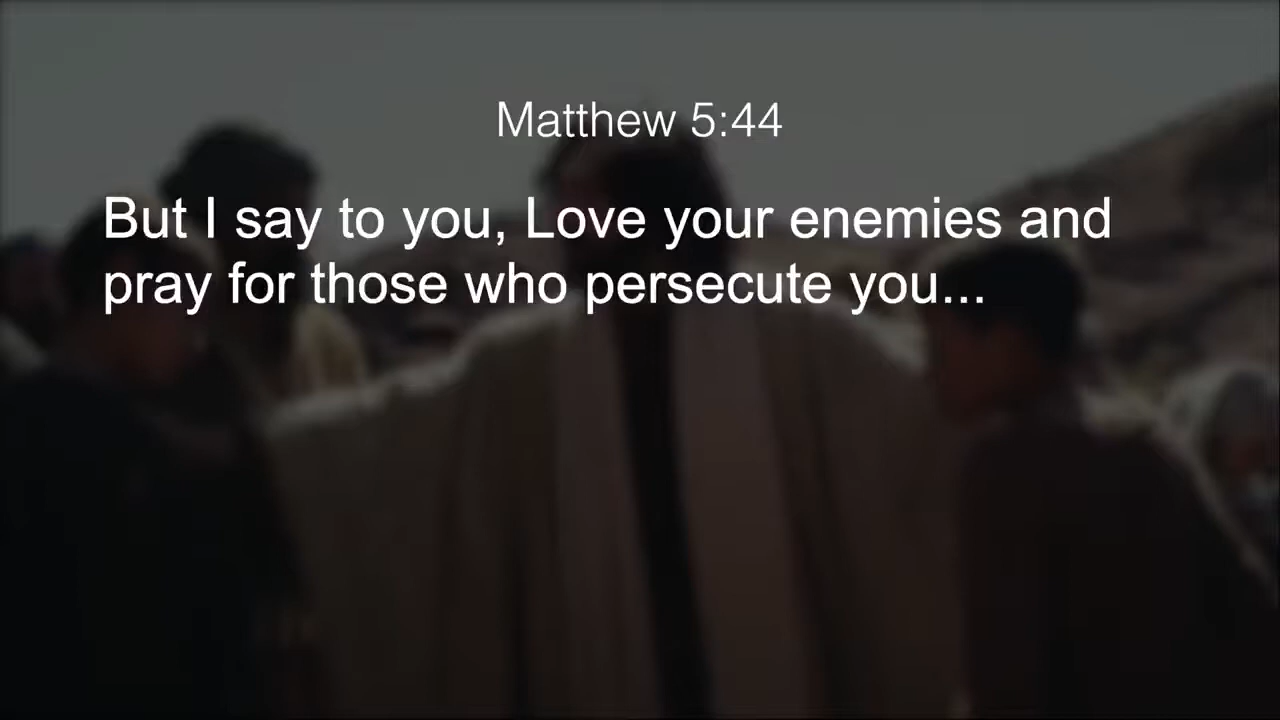 Matthew 5:44
But I say to you, Love your enemies and
pray for those who persecute you...